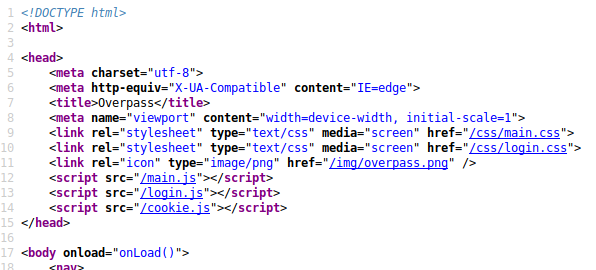 1 <!DOCTYPE html>
2 <html>
3
4 <head>
5     <meta charset="utf-8">
6     <meta http-equiv="X-UA-Compatible" content="IE=edge">
7     <title>Overpass</title>
8     <meta name="viewport" content="width=device-width, initial-scale=1">
9     <link rel="stylesheet" type="text/css" media="screen" href="/css/main.css">
10     <link rel="stylesheet" type="text/css" media="screen" href="/css/login.css">
11     <link rel="icon" type="image/png" href="/img/overpass.png" />
12     <script src="/main.js"></script>
13     <script src="/login.js"></script>
14     <script src="/cookie.js"></script>
15 </head>
16
17 <body onload="onLoad()">
18     <nav>